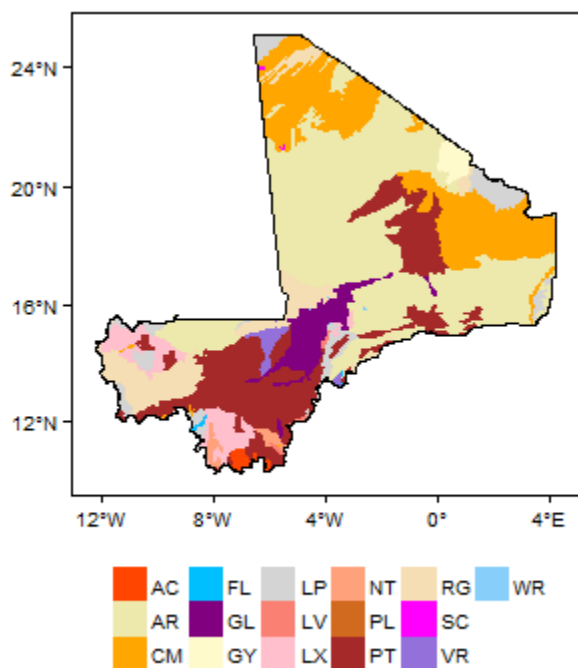 24°N
20°N
16°N
12°N
12°W 8°W 4°W 0° 4°E
AC FL LP NT RG WR
AR GL LV PL SC
CM GY LX PT VR